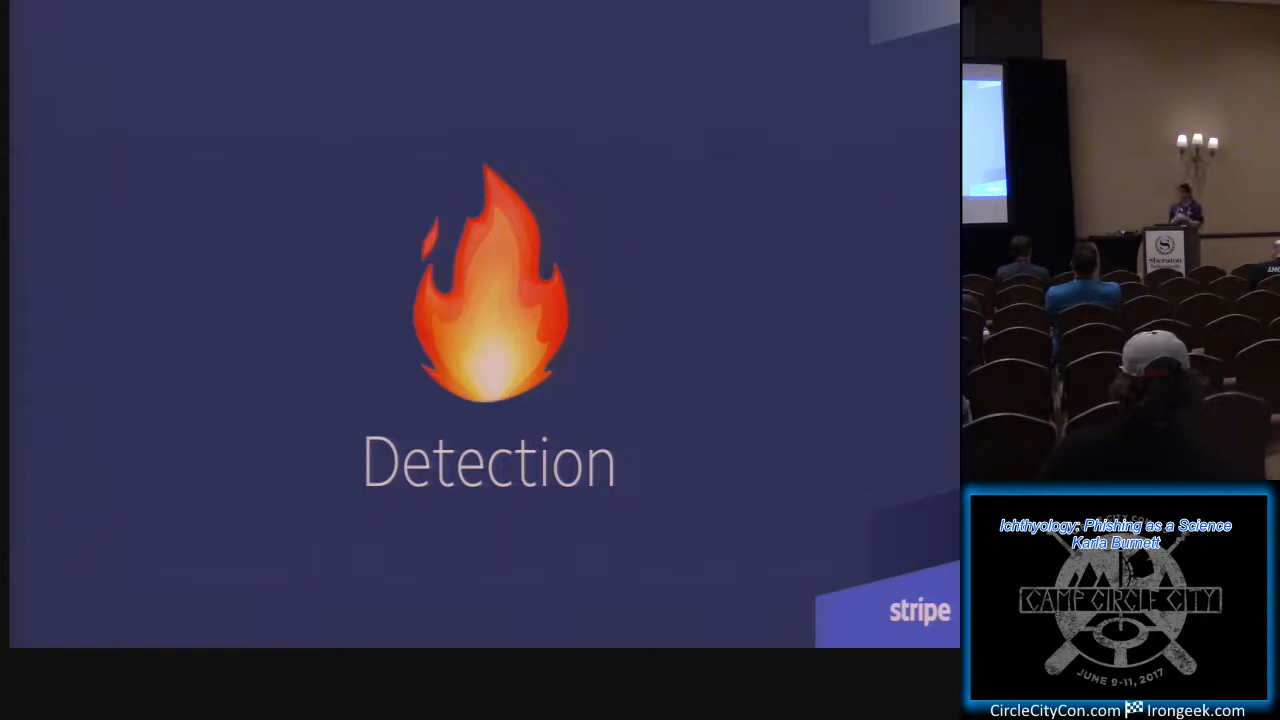 Detection
stripe
Sheraton
Ichthyology: Phishing as a Science
Karla Burnett
CAMP CIRCLE CITY
JUNE 9-11, 2017
CircleCityCon.com
Irongeek.com